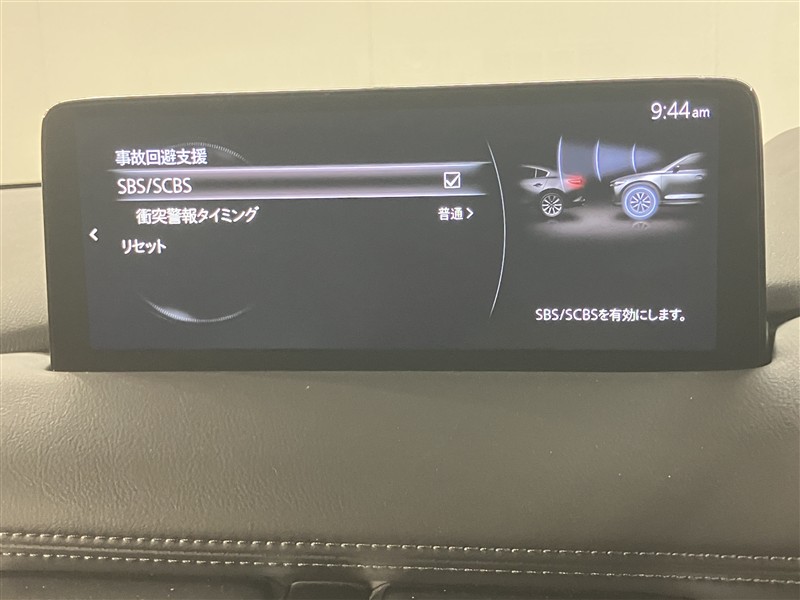 9:44am
事故回避支援
SBS/SCBS
衝突警報タイミング 普通
リセット
SBS/SCBSを有効にします。